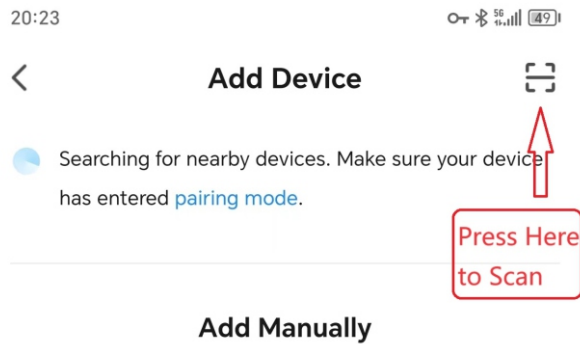 20:23
5G
49
Add Device
Searching for nearby devices. Make sure your device
has entered pairing mode.
Press Here
to Scan
Add Manually